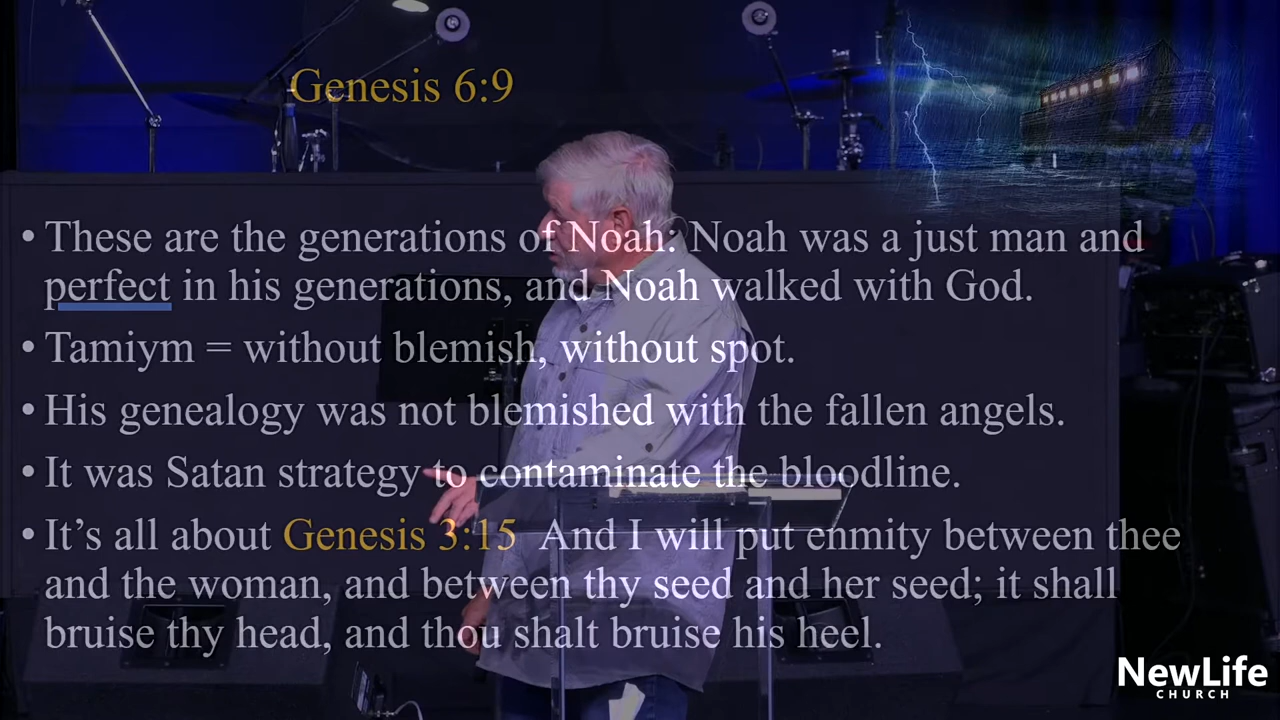 Genesis 6:9
• These are the generations of Noah: Noah was a just man and
perfect in his generations, and Noah walked with God.
• Tamiym = without blemish, without spot.
• His genealogy was not blemished with the fallen angels.
• It was Satan strategy to contaminate the bloodline.
• It’s all about Genesis 3:15 And I will put enmity between thee
and the woman, and between thy seed and her seed; it shall
bruise thy head, and thou shalt bruise his heel.
NewLife
CHURCH